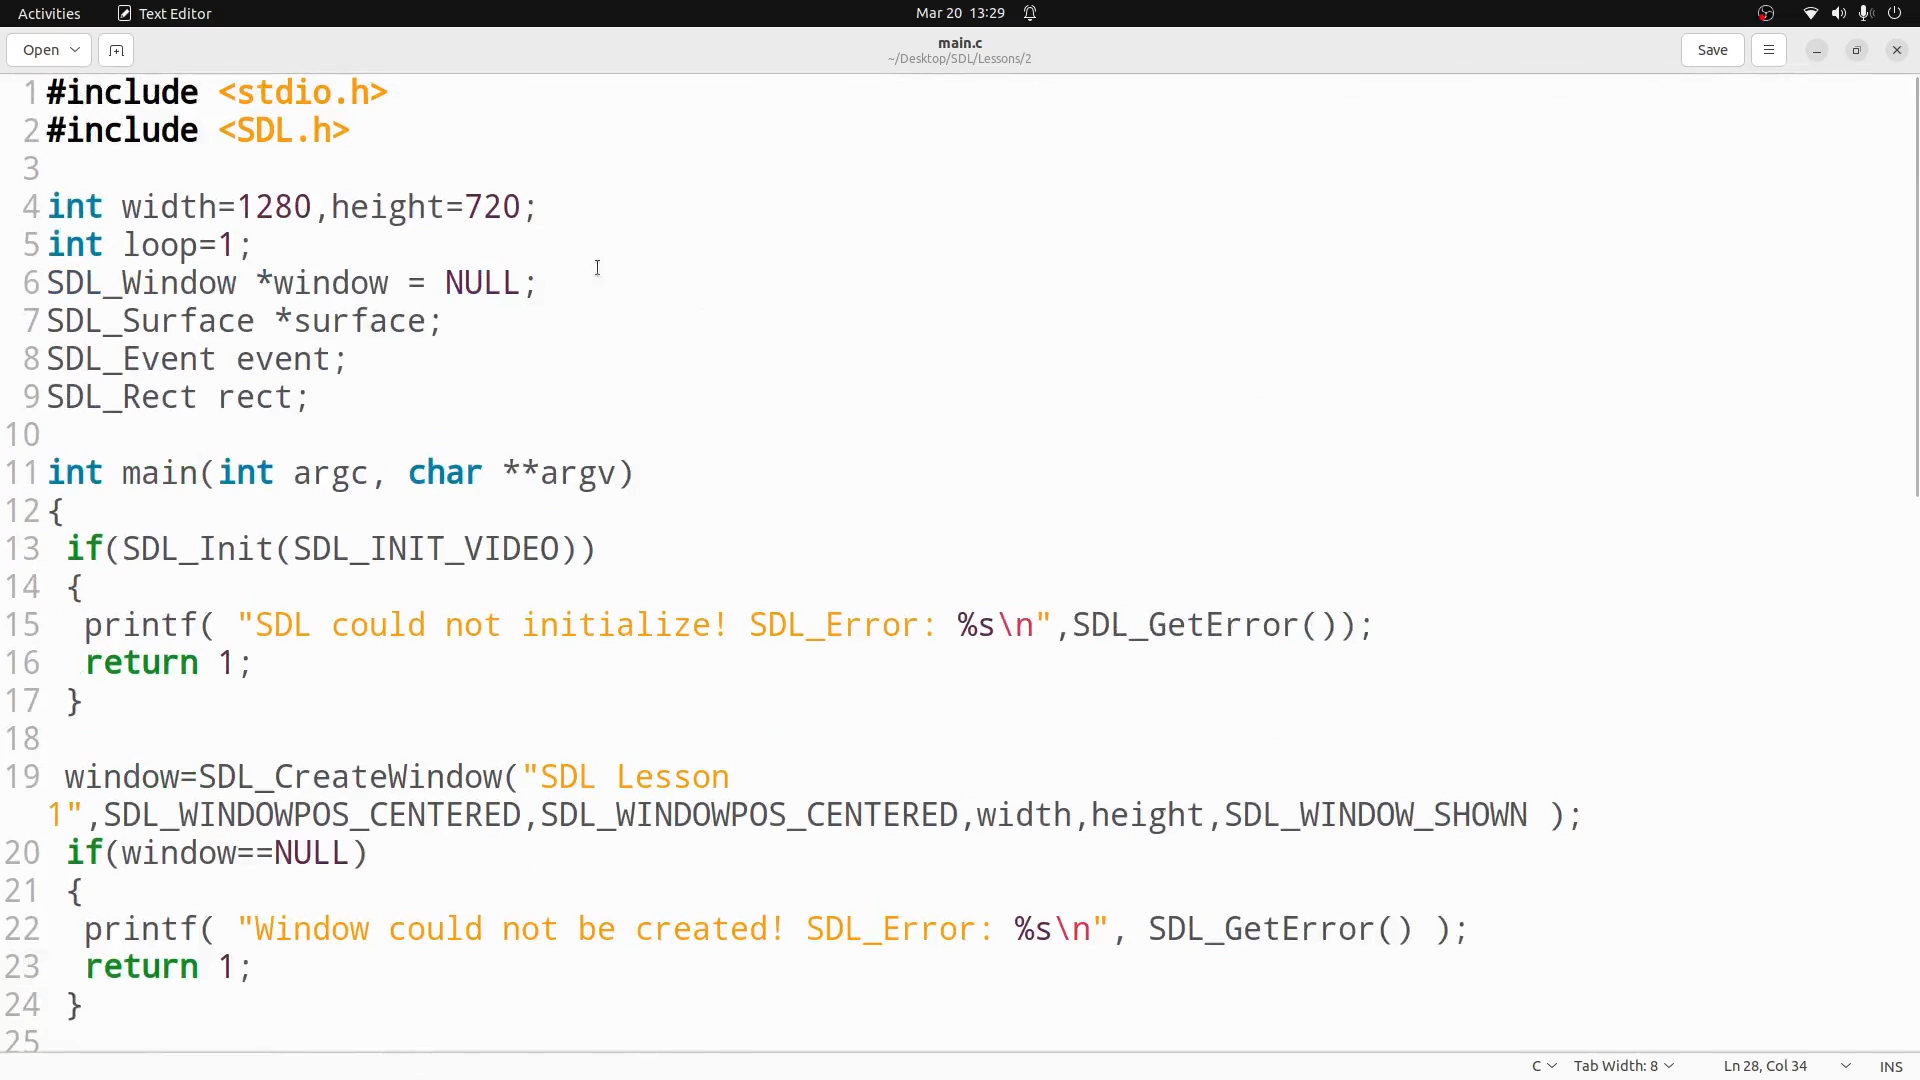 Activities Text Editor Mar 20 13:29
Open main.c Save
~/Desktop/SDL/Lessons/2
1 #include <stdio.h>
2 #include <SDL.h>
3
4 int width=1280,height=720;
5 int loop=1;
6 SDL_Window *window = NULL;
7 SDL_Surface *surface;
8 SDL_Event event;
9 SDL_Rect rect;
10
11 int main(int argc, char **argv)
12 {
13  if(SDL_Init(SDL_INIT_VIDEO))
14  {
15   printf( "SDL could not initialize! SDL_Error: %s\n",SDL_GetError());
16   return 1;
17  }
18
19  window=SDL_CreateWindow("SDL Lesson
1",SDL_WINDOWPOS_CENTERED,SDL_WINDOWPOS_CENTERED,width,height,SDL_WINDOW_SHOWN );
20  if(window==NULL)
21  {
22   printf( "Window could not be created! SDL_Error: %s\n", SDL_GetError() );
23   return 1;
24  }
25
C Tab Width: 8 Ln 28, Col 34 INS